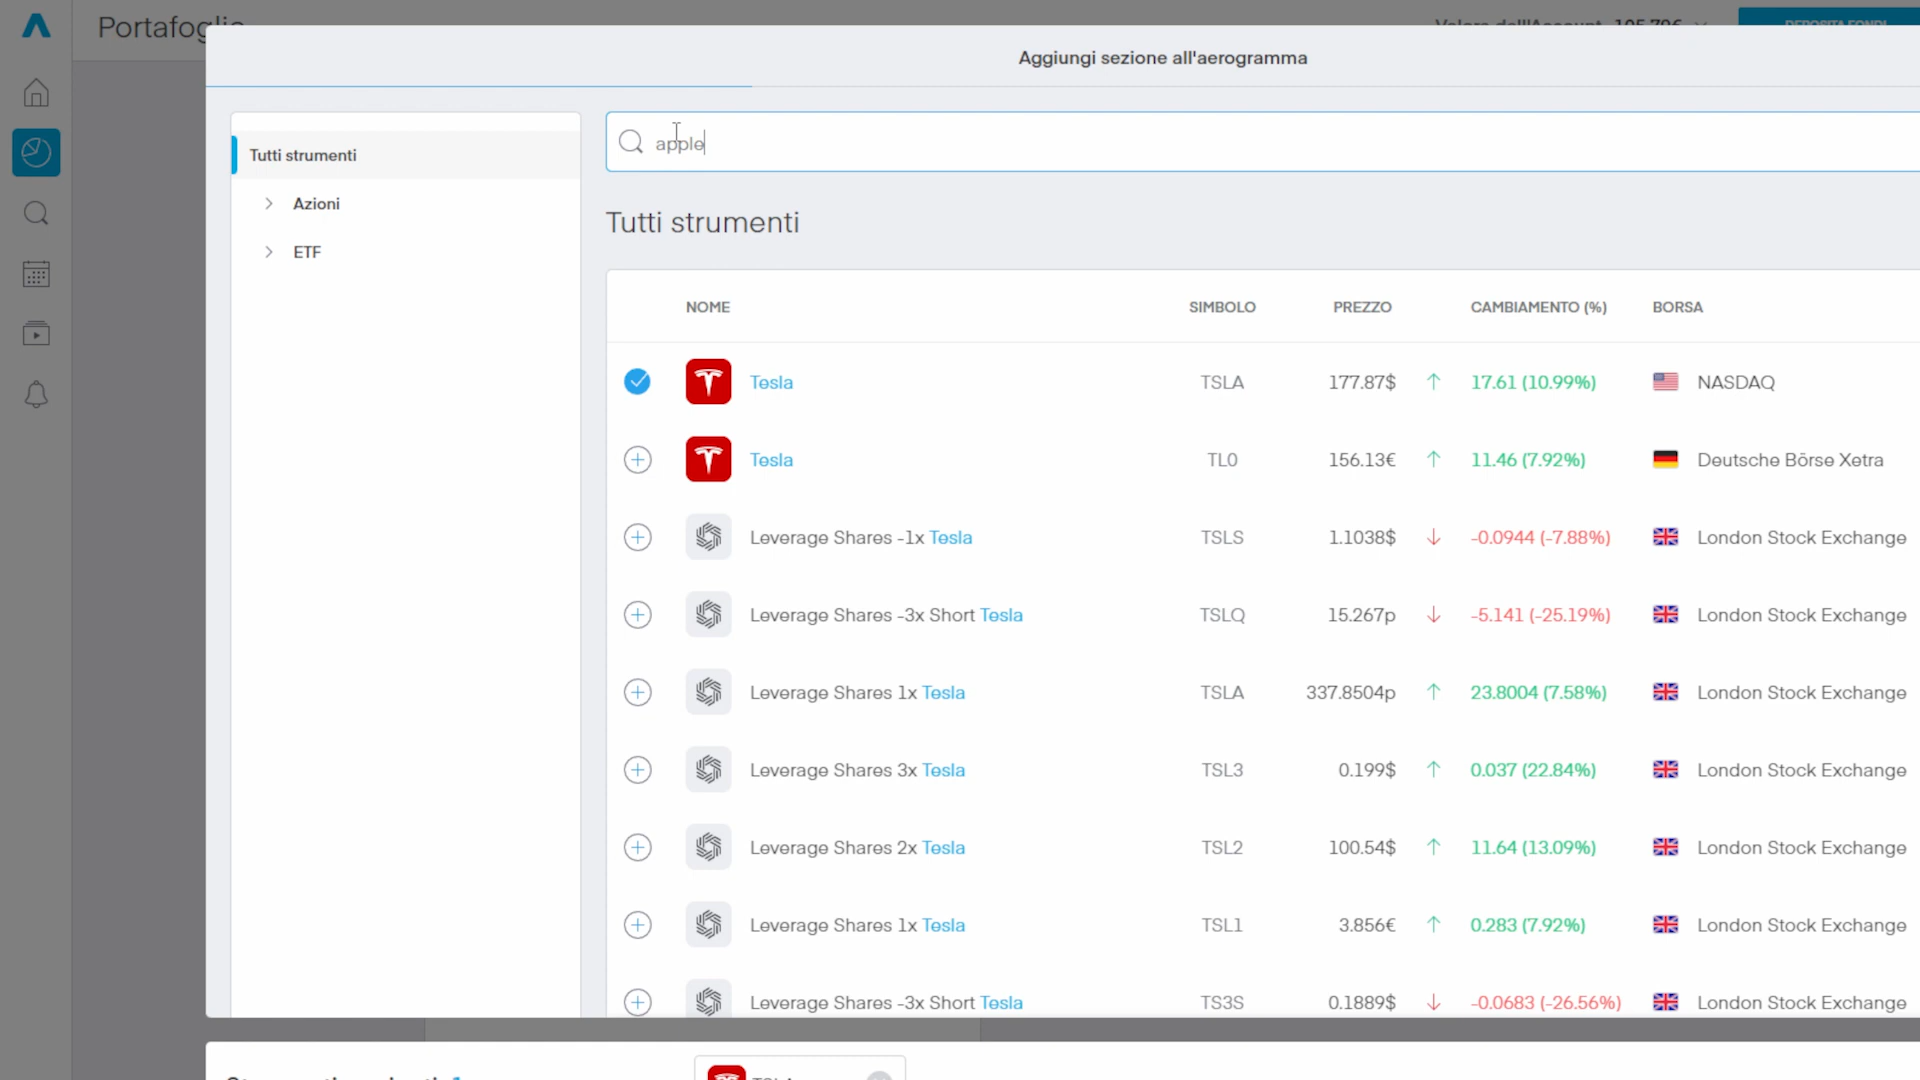 Portafoglio
Valore dell'Account 105.79€
DEPOSITA FONDI
Aggiungi sezione all'aerogramma
Tutti strumenti
Azioni
ETF
apple
Tutti strumenti
NOME SIMBOLO PREZZO CAMBIAMENTO (%) BORSA
Tesla TSLA 177.87$ ↑ 17.61 (10.99%) NASDAQ
Tesla TL0 156.13€ ↑ 11.46 (7.92%) Deutsche Börse Xetra
Leverage Shares -1x Tesla TSLS 1.1038$ ↓ -0.0944 (-7.88%) London Stock Exchange
Leverage Shares -3x Short Tesla TSLQ 15.267p ↓ -5.141 (-25.19%) London Stock Exchange
Leverage Shares 1x Tesla TSLA 337.8504p ↑ 23.8004 (7.58%) London Stock Exchange
Leverage Shares 3x Tesla TSL3 0.199$ ↑ 0.037 (22.84%) London Stock Exchange
Leverage Shares 2x Tesla TSL2 100.54$ ↑ 11.64 (13.09%) London Stock Exchange
Leverage Shares 1x Tesla TSL1 3.856€ ↑ 0.283 (7.92%) London Stock Exchange
Leverage Shares -3x Short Tesla TS3S 0.1889$ ↓ -0.0683 (-26.56%) London Stock Exchange